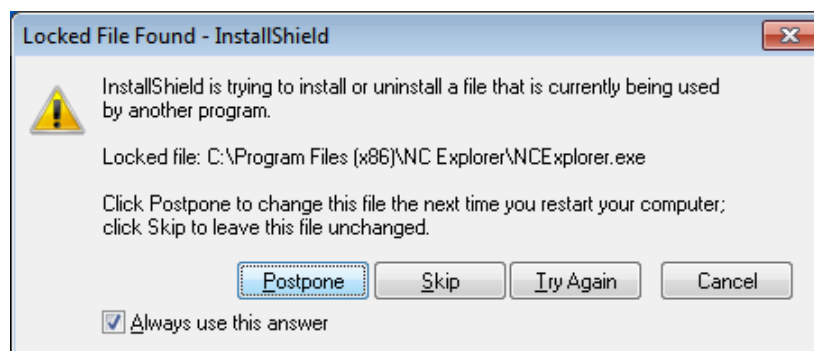 Locked File Found - InstallShield
InstallShield is trying to install or uninstall a file that is currently being used
by another program.
Locked file: C:\Program Files (x86)\NC Explorer\NCExplorer.exe
Click Postpone to change this file the next time you restart your computer;
click Skip to leave this file unchanged.
Postpone Skip Try Again Cancel
Always use this answer